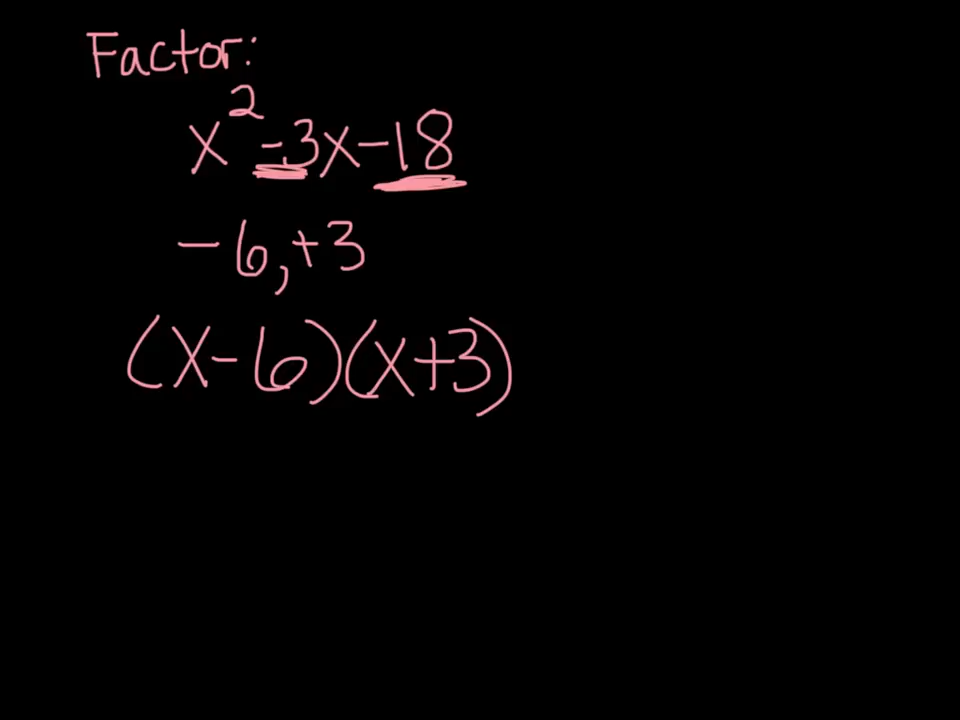 Factor:
x² -3x-18
-6,+3
(x-6)(x+3)